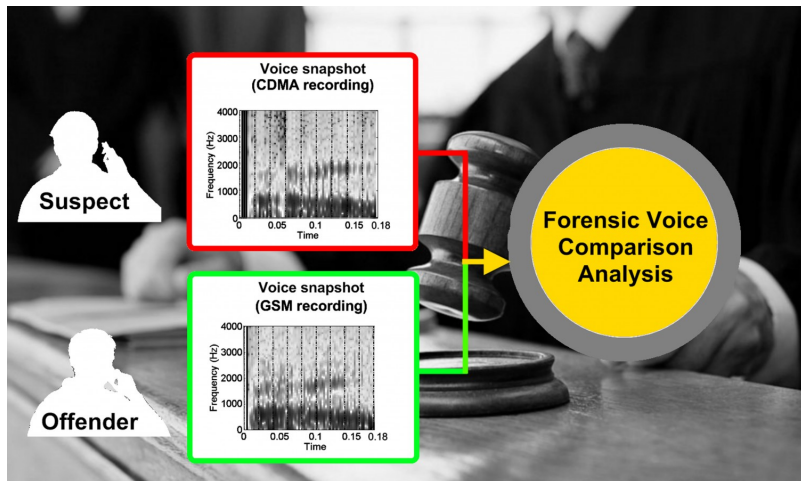 Voice snapshot
(CDMA recording)
4000
3000
2000
1000
0
Frequency (Hz)
0 0.05 0.1 0.15 0.18
Time
Suspect
Forensic Voice
Comparison
Analysis
Voice snapshot
(GSM recording)
4000
3000
2000
1000
0
Frequency (Hz)
0 0.05 0.1 0.15 0.18
Time
Offender